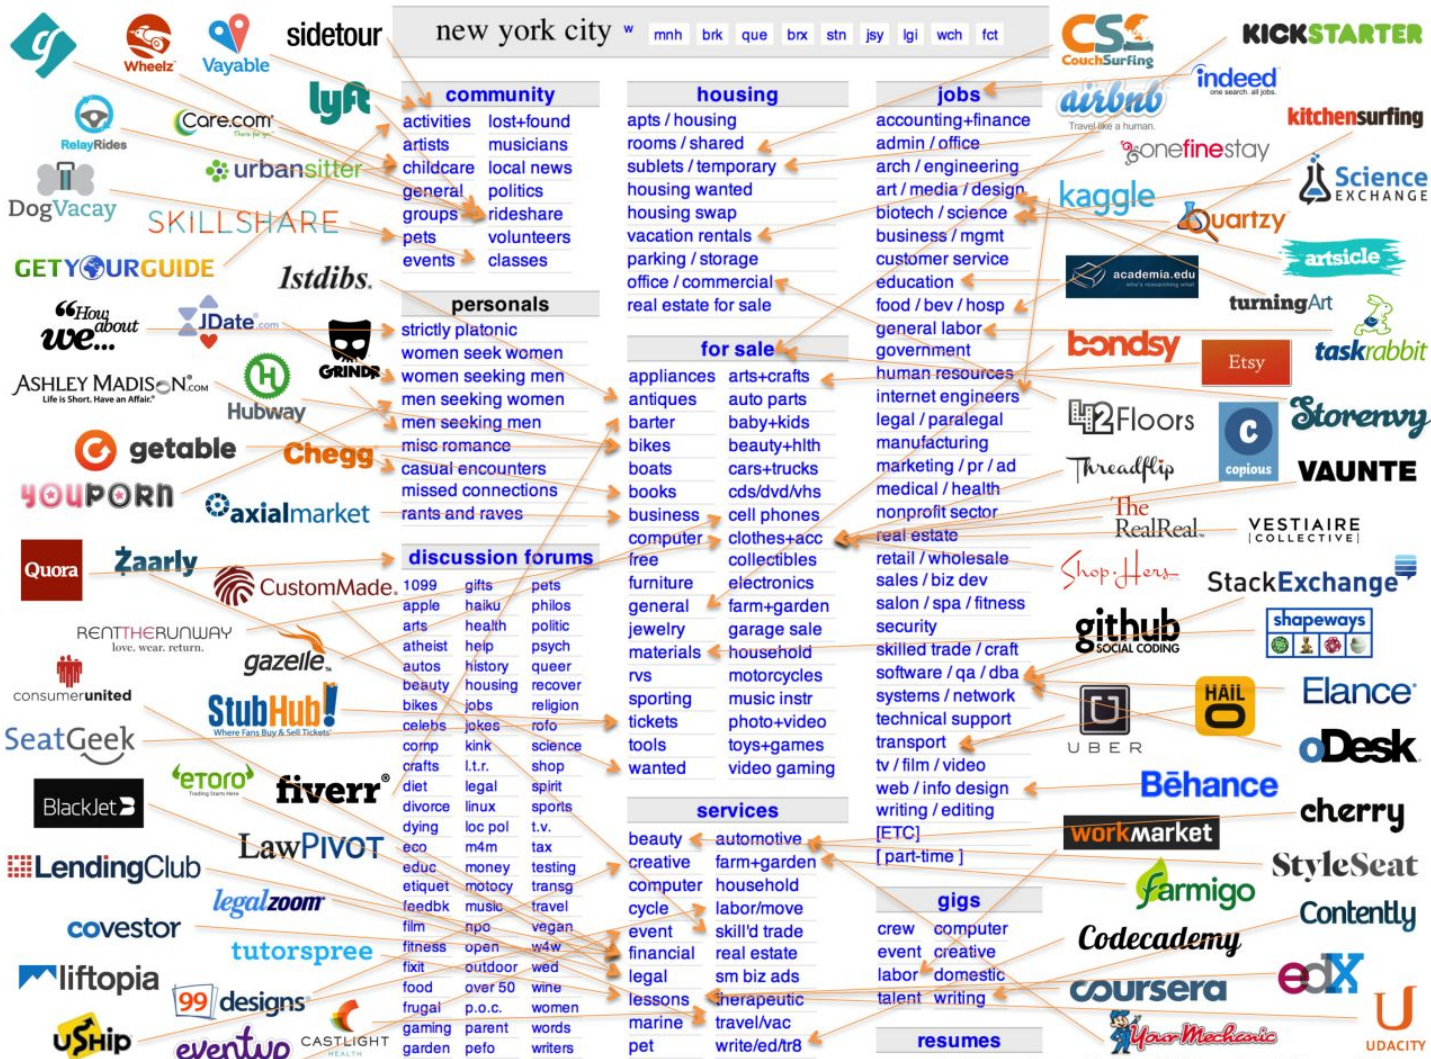 new york city w mnh brk que brx stn jsy lgi wch fct
Wheelz
Vayable
sidetour
lyft
RelayRides
Care.com
There for you
urbansitter
DogVacay
SKILLSHARE
GETYOURGUIDE
1stdibs.
"How about we...
JDate.com
GRINDR
ASHLEY MADISON.COM
Life is Short. Have an Affair.
Hubway
getable
Chegg
YOUPORN
axialmarket
Quora
Zaarly
CustomMade.
RENTTHERUNWAY
love. wear. return.
gazelle
consumerunited
StubHub!
Where Fans Buy & Sell Tickets
SeatGeek
eToro
Trading Starts Here
fiverr
BlackJet
LawPIVOT
LendingClub
legalzoom
covestor
tutorspree
liftopia
99designs
uShip
eventup
CASTLIGHT
HEALTH
community
activities lost+found
artists musicians
childcare local news
general politics
groups rideshare
pets volunteers
events classes
personals
strictly platonic
women seek women
women seeking men
men seeking women
men seeking men
misc romance
casual encounters
missed connections
rants and raves
discussion forums
1099 gifts pets
apple haiku philos
arts health politic
atheist help psych
autos history queer
beauty housing recover
bikes jobs religion
celebs jokes rofo
comp kink science
crafts l.t.r. shop
diet legal spirit
divorce linux sports
dying loc pol t.v.
eco m4m tax
educ money testing
etiquet motocy transg
feedbk music travel
film npo vegan
fitness open w4w
fixit outdoor wed
food over 50 wine
frugal p.o.c. women
gaming parent words
garden pefo writers
housing
apts / housing
rooms / shared
sublets / temporary
housing wanted
housing swap
vacation rentals
parking / storage
office / commercial
real estate for sale
for sale
appliances arts+crafts
antiques auto parts
barter baby+kids
bikes beauty+hlth
boats cars+trucks
books cds/dvd/vhs
business cell phones
computer clothes+acc
free collectibles
furniture electronics
general farm+garden
jewelry garage sale
materials household
rvs motorcycles
sporting music instr
tickets photo+video
tools toys+games
wanted video gaming
services
beauty automotive
creative farm+garden
computer household
cycle labor/move
event skill'd trade
financial real estate
legal sm biz ads
lessons therapeutic
marine travel/vac
pet write/ed/tr8
jobs
accounting+finance
admin / office
arch / engineering
art / media / design
biotech / science
business / mgmt
customer service
education
food / bev / hosp
general labor
government
human resources
internet engineers
legal / paralegal
manufacturing
marketing / pr / ad
medical / health
nonprofit sector
real estate
retail / wholesale
sales / biz dev
salon / spa / fitness
security
skilled trade / craft
software / qa / dba
systems / network
technical support
transport
tv / film / video
web / info design
writing / editing
[ETC]
[ part-time ]
gigs
crew computer
event creative
labor domestic
talent writing
resumes
CS
CouchSurfing
KICKSTARTER
airbnb
Travel like a human.
indeed
one search. all jobs.
kitchensurfing
onefinestay
kaggle
Science
EXCHANGE
Quartzy
artsicle
academia.edu
who's researching what
turningArt
bondsy
Etsy
taskrabbit
42Floors
C
copious
Storenvy
Threadflip
VAUNTE
The
RealReal
VESTIAIRE
|COLLECTIVE|
Shop·Hers
StackExchange
github
SOCIAL CODING
shapeways
U
UBER
HAILO
Elance
oDesk
Bēhance
cherry
workmarket
StyleSeat
farmigo
Contently
Codecademy
coursera
edX
YourMechanic
U
UDACITY